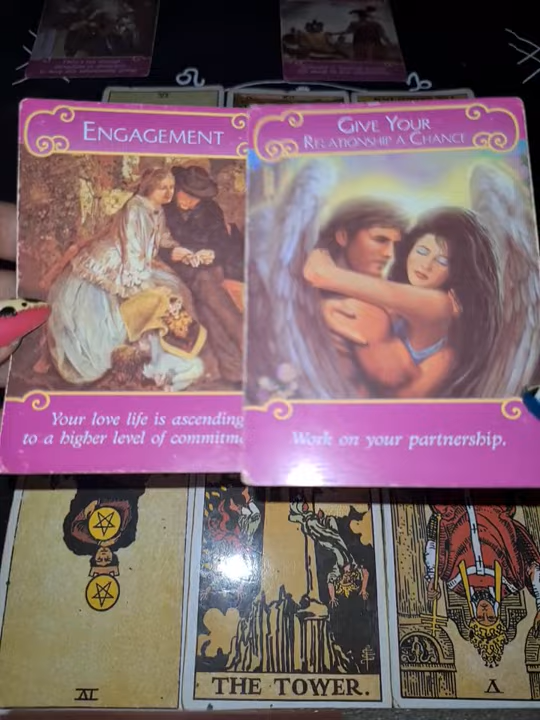 ENGAGEMENT
GIVE YOUR
RELATIONSHIP A CHANCE
Your love life is ascending
to a higher level of commitm
Work on your partnership.
IV
THE TOWER.
V